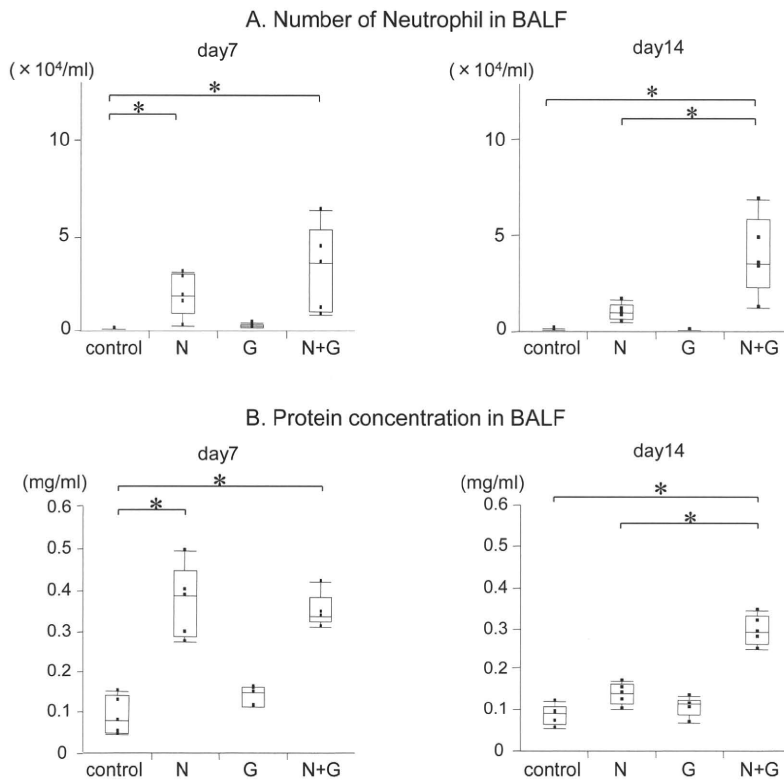 A. Number of Neutrophil in BALF
day7
(×10⁴/ml)
*
*
10
5
0
control N G N+G
day14
(×10⁴/ml)
*
*
10
5
0
control N G N+G
B. Protein concentration in BALF
day7
(mg/ml)
*
*
0.6
0.5
0.4
0.3
0.2
0.1
0
control N G N+G
day14
(mg/ml)
*
*
0.6
0.5
0.4
0.3
0.2
0.1
0
control N G N+G